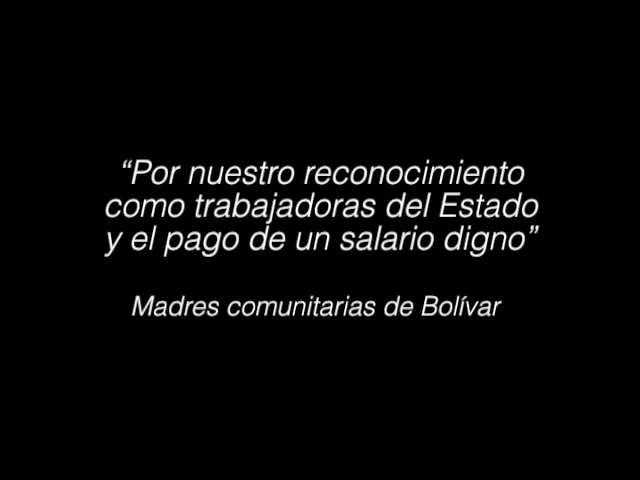 “Por nuestro reconocimiento
como trabajadoras del Estado
y el pago de un salario digno”
Madres comunitarias de Bolívar